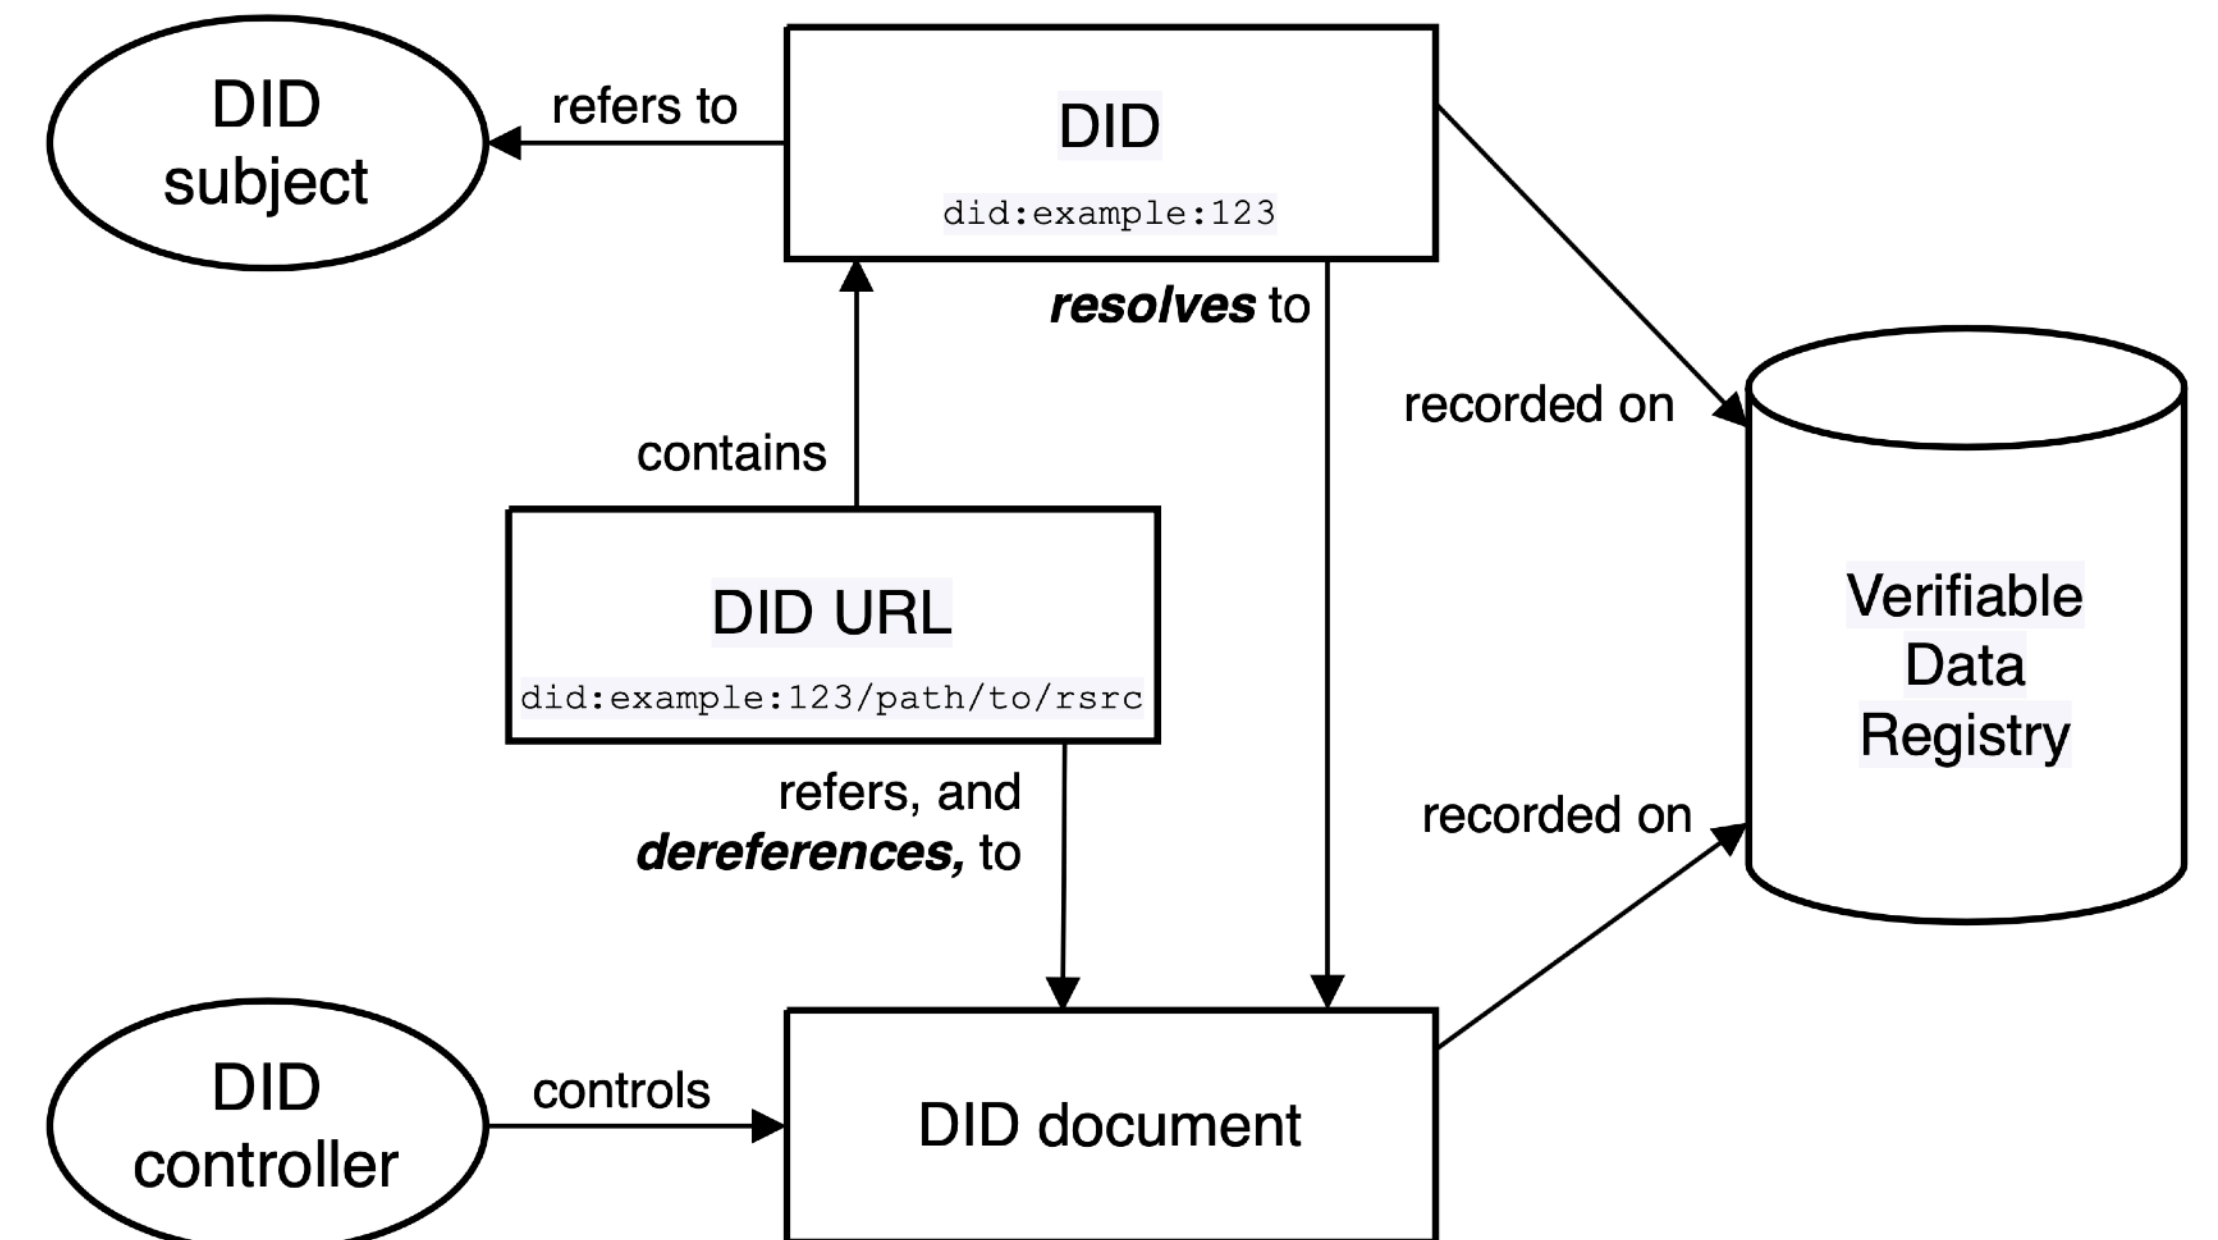 DID
subject
refers to
DID
did:example:123
resolves to
recorded on
contains
DID URL
did:example:123/path/to/rsrc
Verifiable
Data
Registry
refers, and
dereferences, to
recorded on
DID
controller
controls
DID document